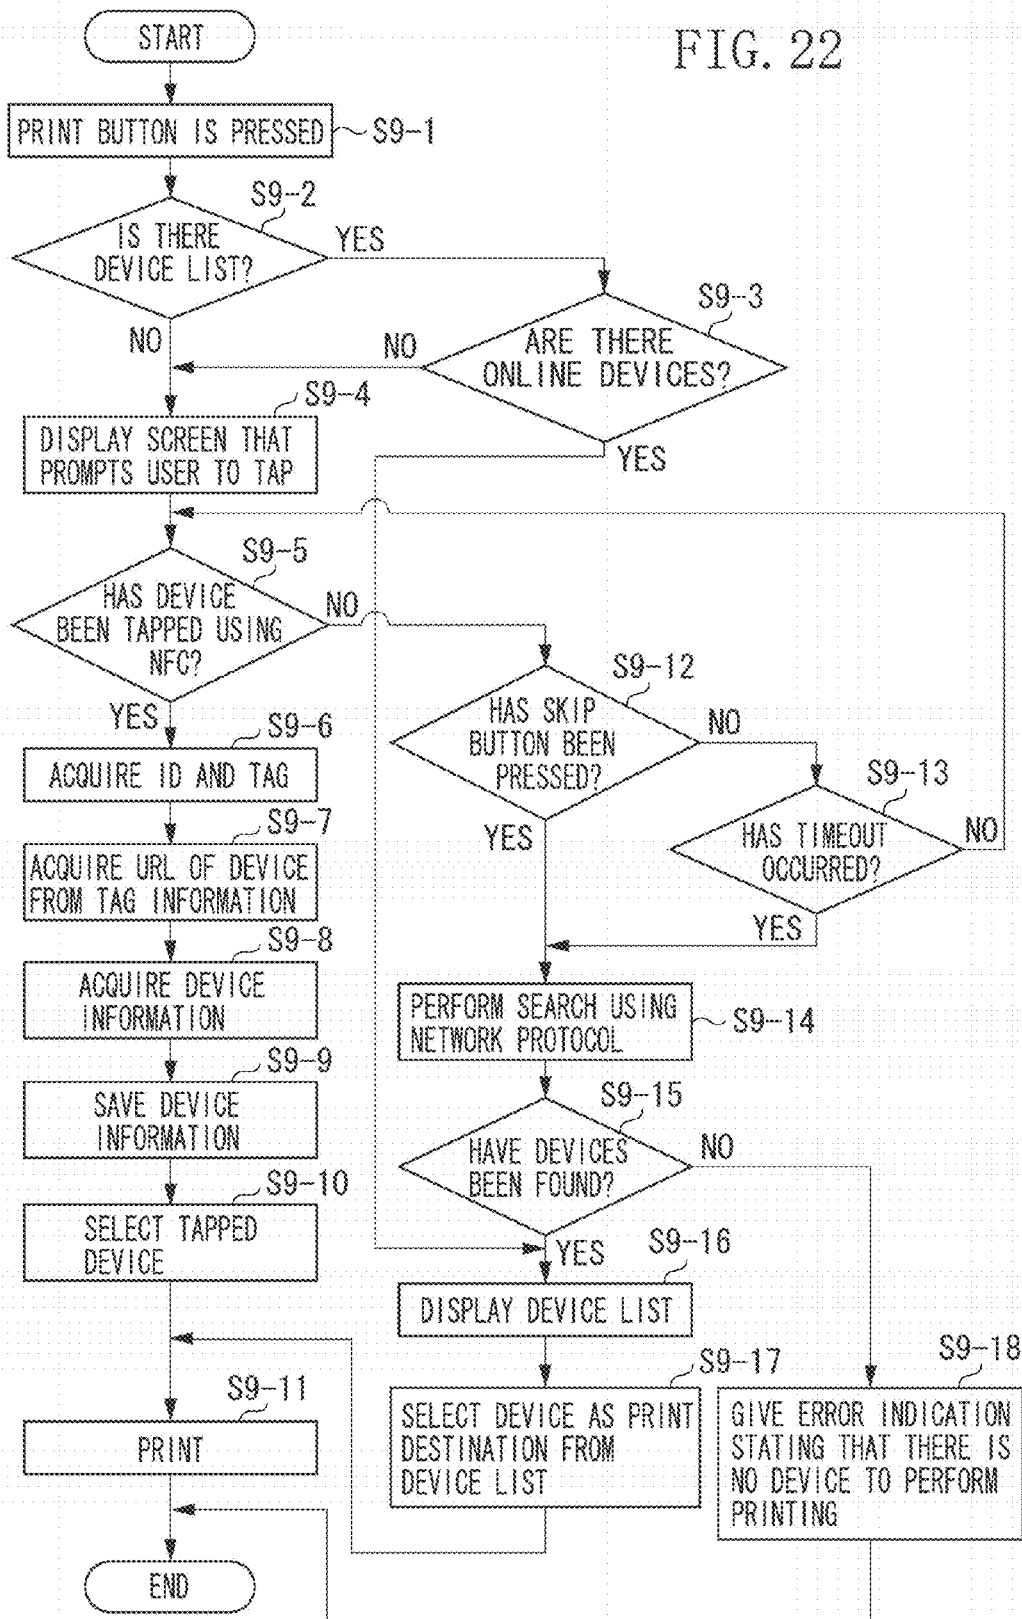 FIG. 22
START
PRINT BUTTON IS PRESSED
S9-1
S9-2
IS THERE
DEVICE LIST?
YES
NO
S9-3
ARE THERE
ONLINE DEVICES?
NO
YES
S9-4
DISPLAY SCREEN THAT
PROMPTS USER TO TAP
S9-5
HAS DEVICE
BEEN TAPPED USING
NFC?
NO
YES
S9-6
ACQUIRE ID AND TAG
S9-7
ACQUIRE URL OF DEVICE
FROM TAG INFORMATION
S9-8
ACQUIRE DEVICE
INFORMATION
S9-9
SAVE DEVICE
INFORMATION
S9-10
SELECT TAPPED
DEVICE
S9-11
PRINT
END
S9-12
HAS SKIP
BUTTON BEEN
PRESSED?
NO
YES
S9-13
HAS TIMEOUT
OCCURRED?
NO
YES
PERFORM SEARCH USING
NETWORK PROTOCOL
S9-14
S9-15
HAVE DEVICES
BEEN FOUND?
NO
YES
S9-16
DISPLAY DEVICE LIST
S9-17
SELECT DEVICE AS PRINT
DESTINATION FROM
DEVICE LIST
S9-18
GIVE ERROR INDICATION
STATING THAT THERE IS
NO DEVICE TO PERFORM
PRINTING